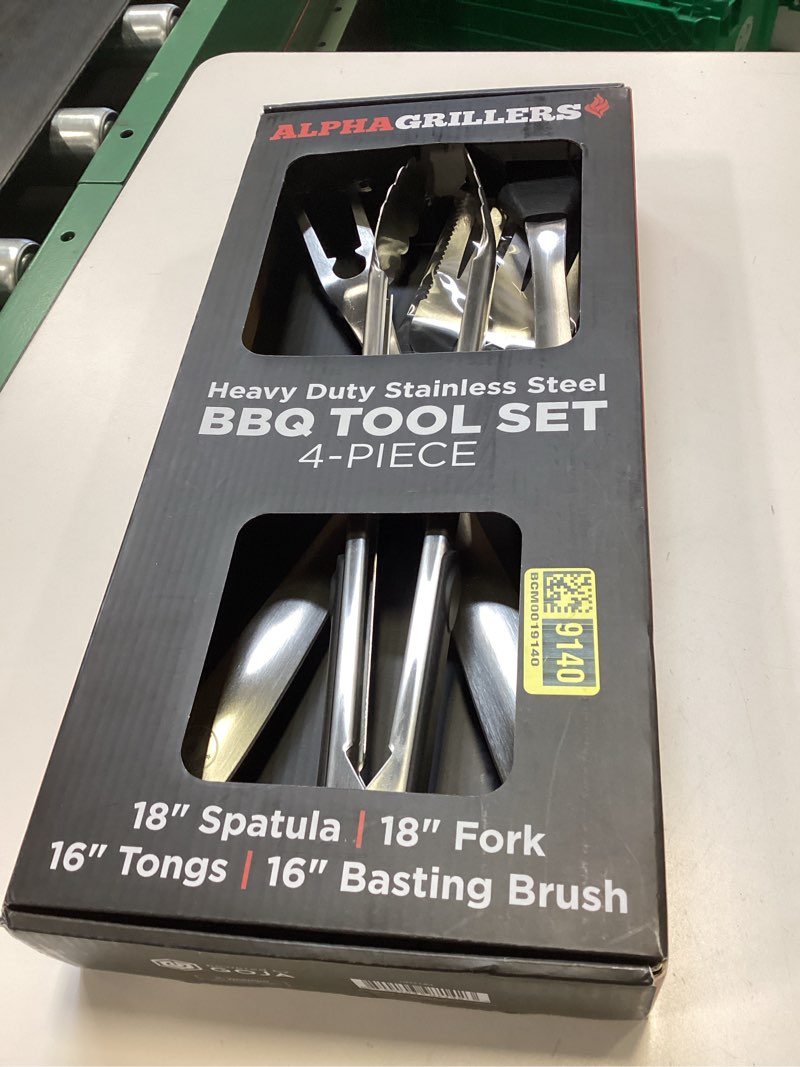 ALPHAGRILLERS
Heavy Duty Stainless Steel
BBQ TOOL SET
4-PIECE
BCM0019140
9140
18" Spatula | 18" Fork
16" Tongs | 16" Basting Brush